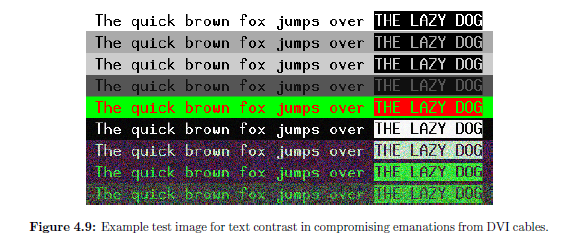 The quick brown fox jumps over THE LAZY DOG
The quick brown fox jumps over THE LAZY DOG
The quick brown fox jumps over THE LAZY DOG
The quick brown fox jumps over THE LAZY DOG
The quick brown fox jumps over THE LAZY DOG
The quick brown fox jumps over THE LAZY DOG
The quick brown fox jumps over THE LAZY DOG
The quick brown fox jumps over THE LAZY DOG
The quick brown fox jumps over THE LAZY DOG
Figure 4.9: Example test image for text contrast in compromising emanations from DVI cables.